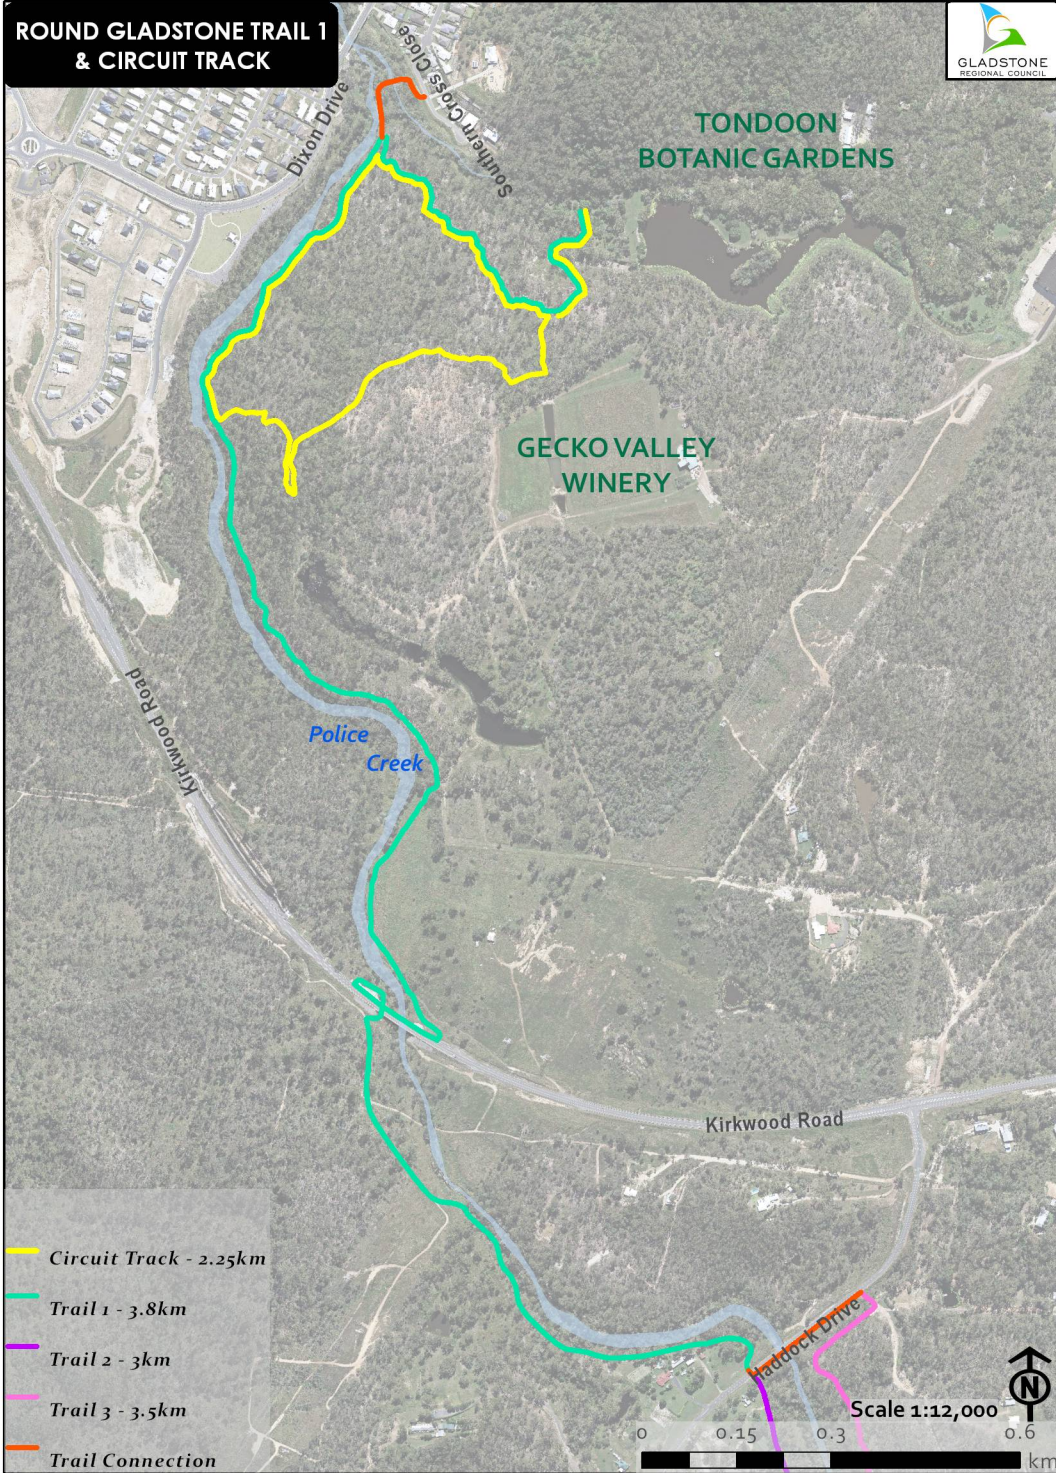 ROUND GLADSTONE TRAIL 1
& CIRCUIT TRACK
GLADSTONE
REGIONAL COUNCIL
Dixon Drive
Southern Cross Close
TONDOON
BOTANIC GARDENS
GECKO VALLEY
WINERY
Kirkwood Road
Police
Creek
Kirkwood Road
Haddock Drive
Circuit Track - 2.25km
Trail 1 - 3.8km
Trail 2 - 3km
Trail 3 - 3.5km
Trail Connection
N
Scale 1:12,000
0 0.15 0.3 0.6
km